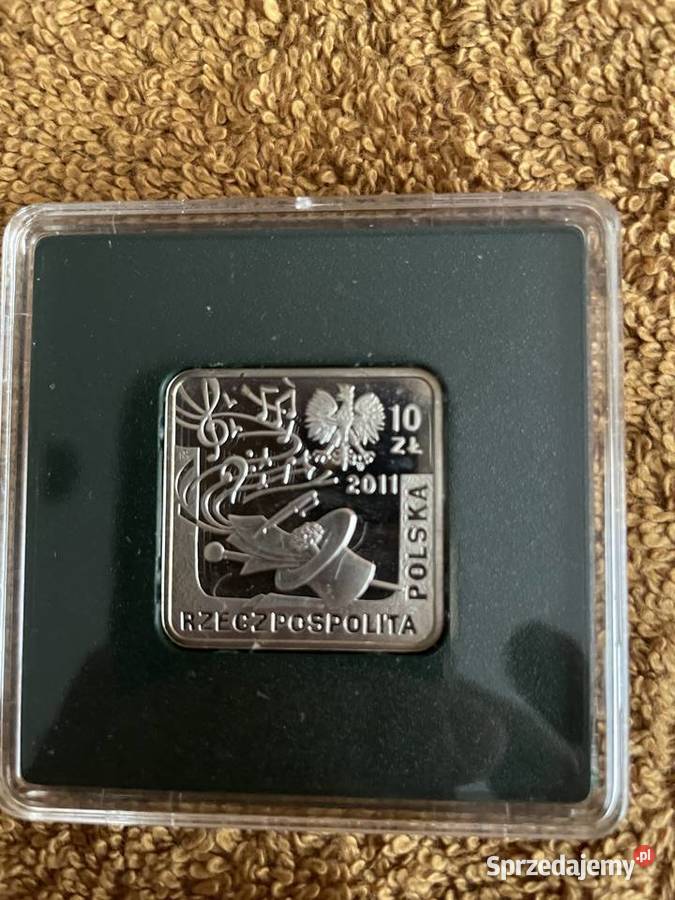 10
ZŁ
2011
POLSKA
RZECZPOSPOLITA
Sprzedajemy.pl